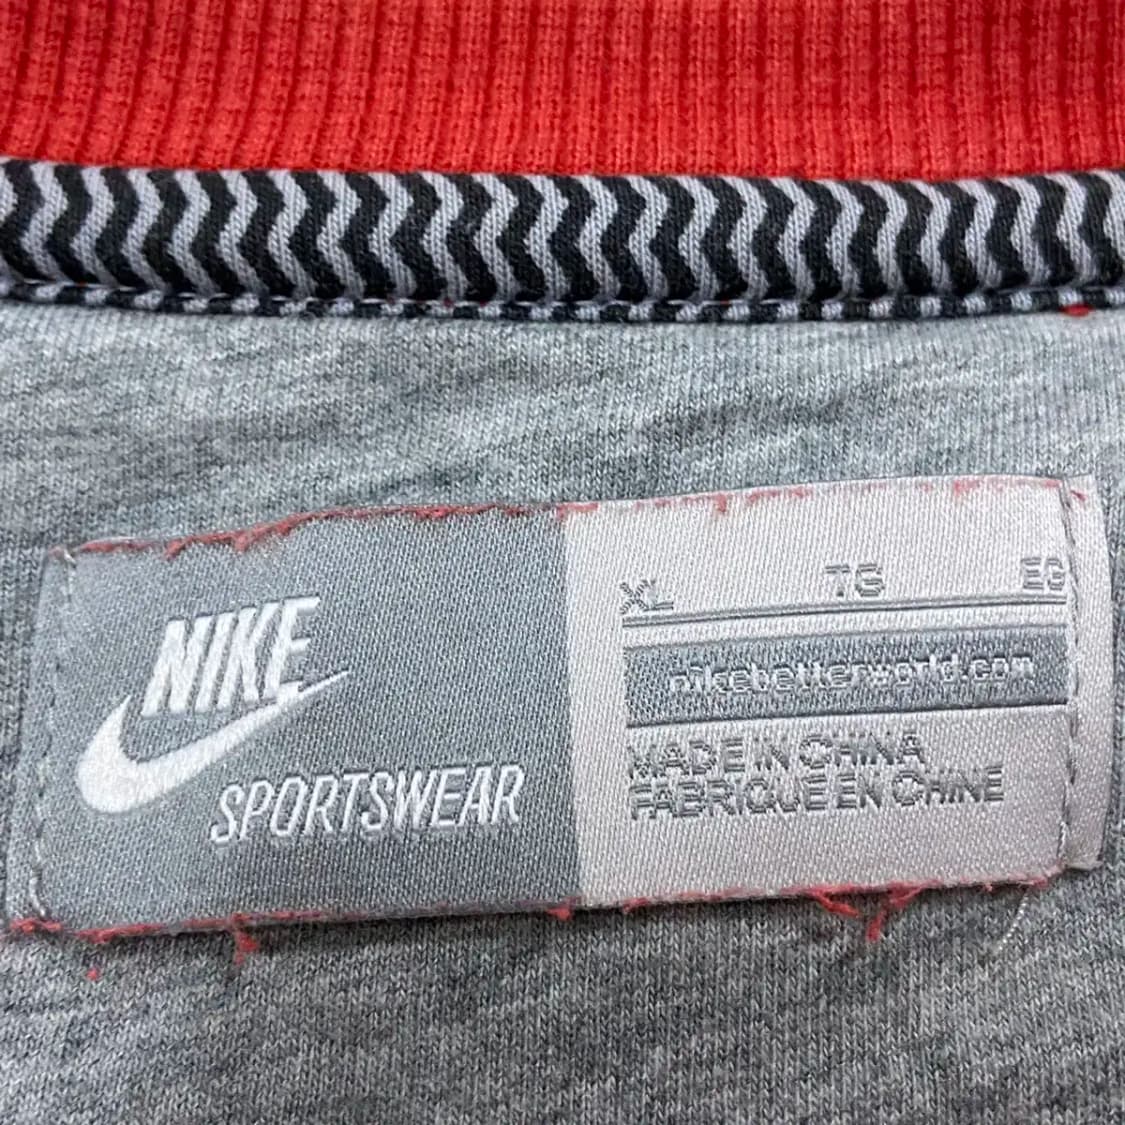 NIKE
SPORTSWEAR
XL TG EG
nikebetterworld.com
MADE IN CHINA
FABRIQUE EN CHINE